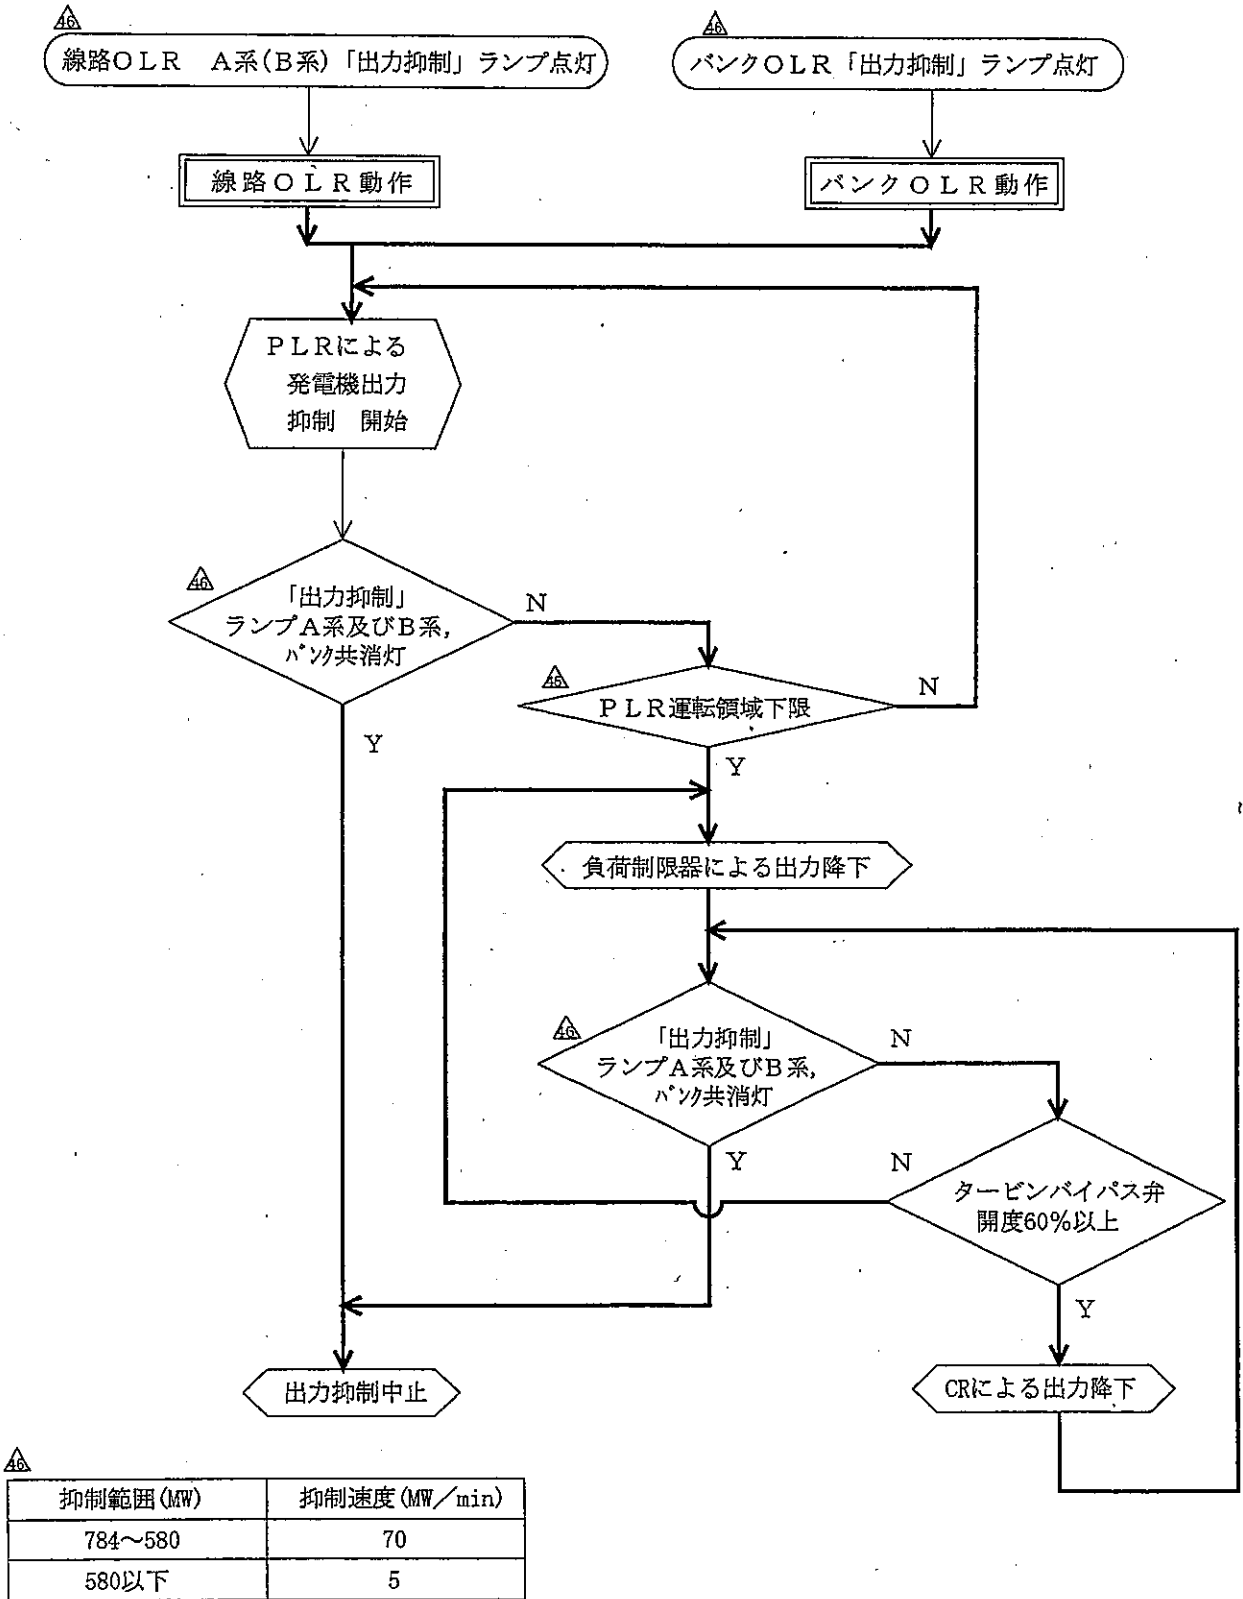 46
線路OLR A系(B系)「出力抑制」ランプ点灯
46
バンクOLR「出力抑制」ランプ点灯
線路OLR動作
バンクOLR動作
PLRによる
発電機出力
抑制 開始
46
「出力抑制」
ランプA系及びB系,
バンク共消灯
N
Y
46
PLR運転領域下限
N
Y
負荷制限器による出力降下
46
「出力抑制」
ランプA系及びB系,
バンク共消灯
N
Y
タービンバイパス弁
開度60%以上
N
Y
出力抑制中止
CRによる出力降下
46
抑制範囲(MW) 抑制速度(MW/min)
784~580 70
580以下 5